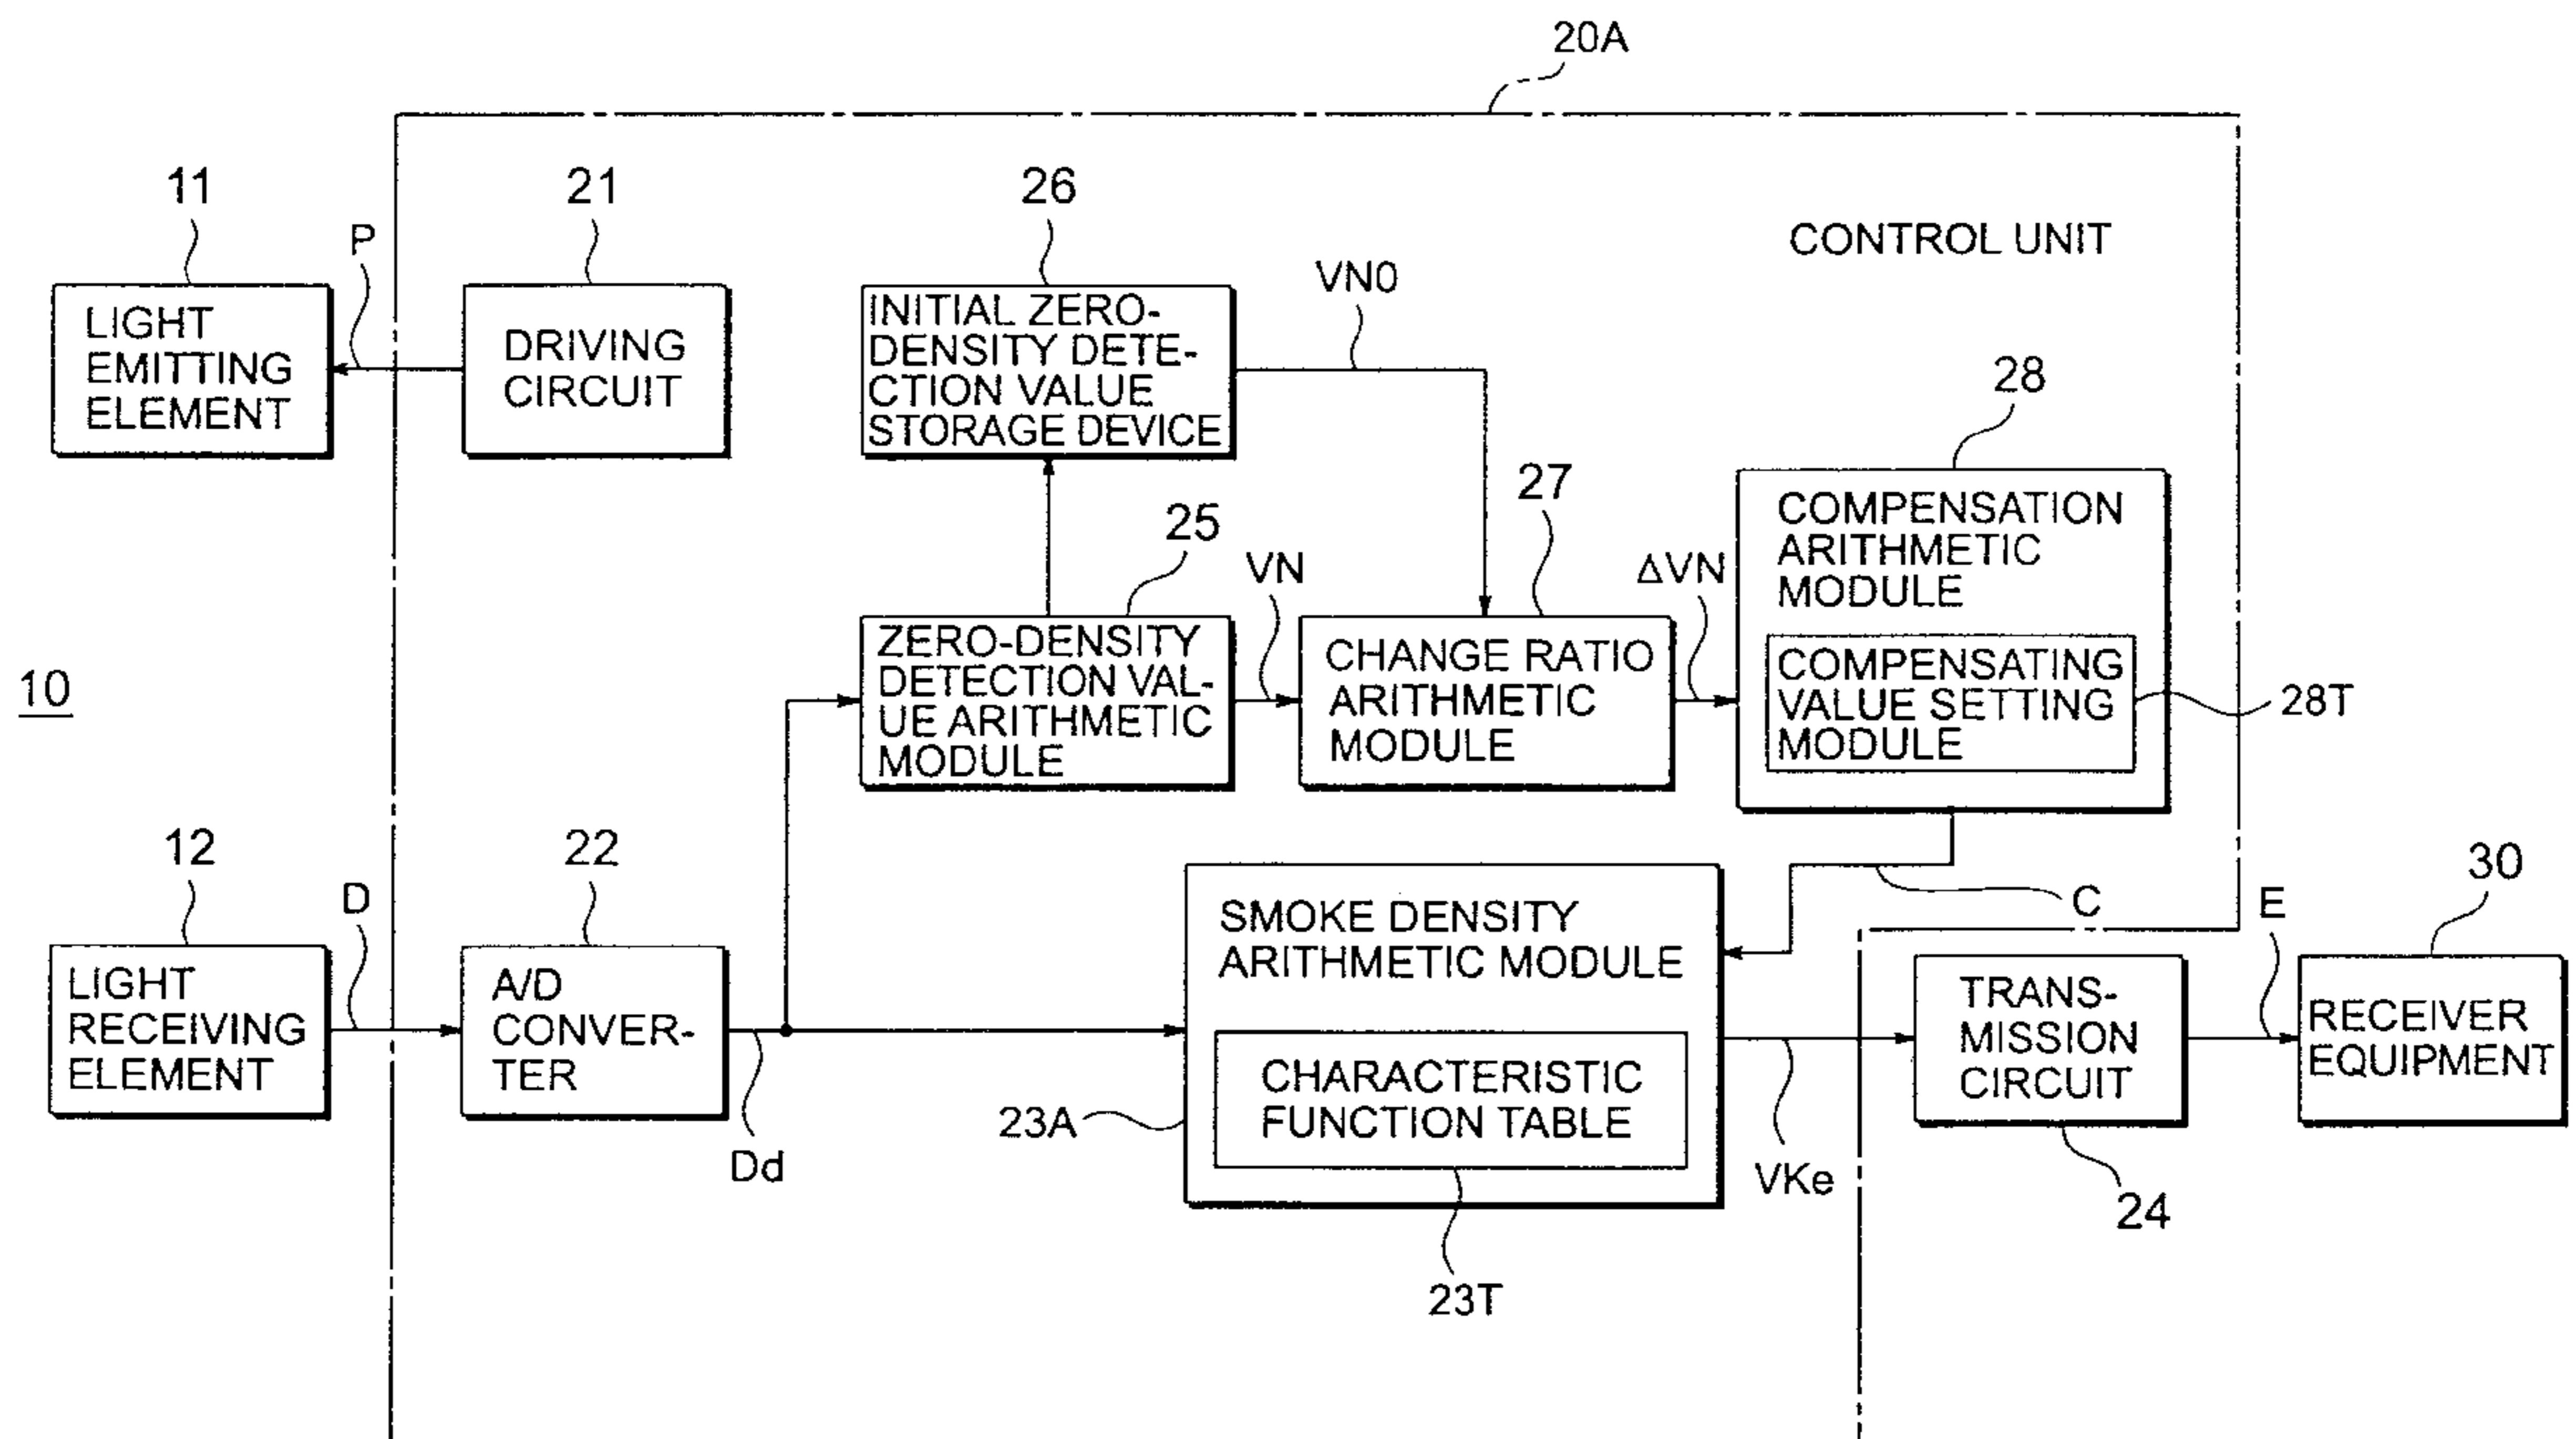 20A
11
P
21
26
CONTROL UNIT
VN0
LIGHT
EMITTING
ELEMENT
DRIVING
CIRCUIT
INITIAL ZERO-
DENSITY DETE-
CTION VALUE
STORAGE DEVICE
28
27
25
VN
ΔVN
COMPENSATION
ARITHMETIC
MODULE
10
ZERO-DENSITY
DETECTION VAL-
UE ARITHMETIC
MODULE
CHANGE RATIO
ARITHMETIC
MODULE
COMPENSATING
VALUE SETTING
MODULE
28T
12
D
22
C
E
30
LIGHT
RECEIVING
ELEMENT
A/D
CONVER-
TER
SMOKE DENSITY
ARITHMETIC MODULE
TRANS-
MISSION
CIRCUIT
RECEIVER
EQUIPMENT
CHARACTERISTIC
FUNCTION TABLE
23A
Dd
VKe
24
23T